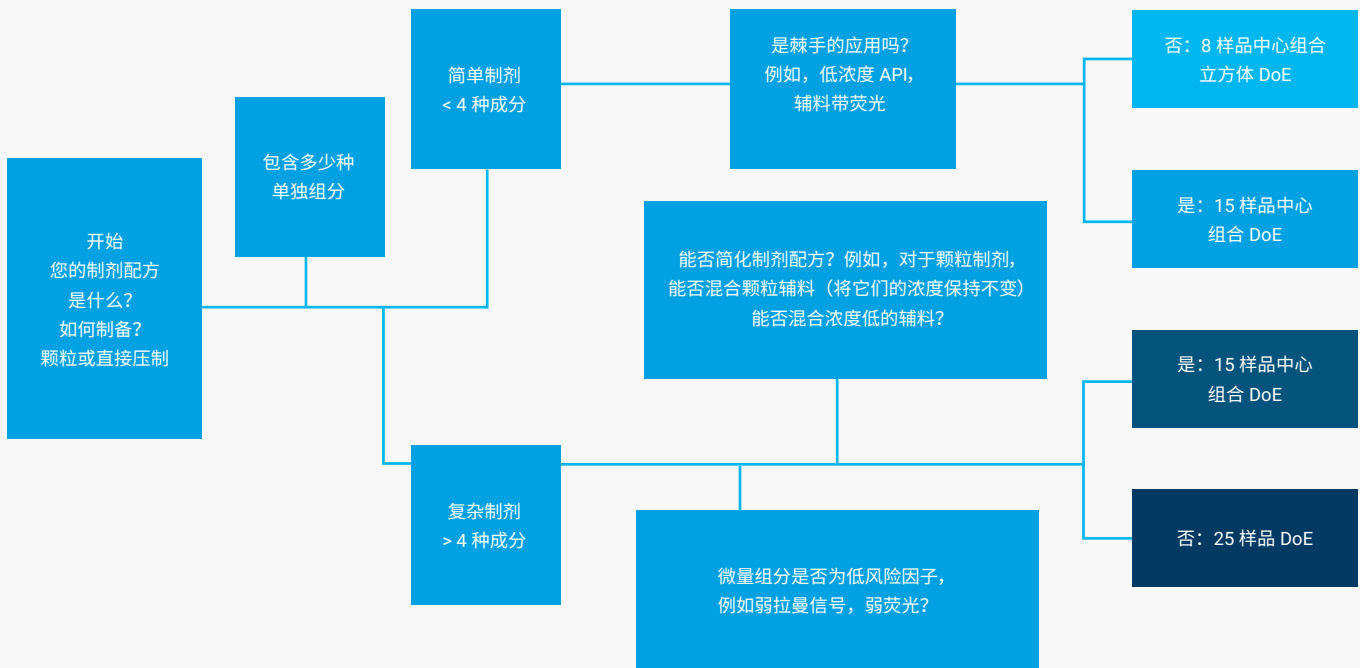 开始
您的制剂配方
是什么？
如何制备？
颗粒或直接压制
包含多少种
单独组分
简单制剂
< 4 种成分
是棘手的应用吗？
例如，低浓度 API，
辅料带荧光
否：8 样品中心组合
立方体 DoE
是：15 样品中心
组合 DoE
能否简化制剂配方？例如，对于颗粒制剂，
能否混合颗粒辅料（将它们的浓度保持不变）
能否混合浓度低的辅料？
复杂制剂
> 4 种成分
微量组分是否为低风险因子，
例如弱拉曼信号，弱荧光？
是：15 样品中心
组合 DoE
否：25 样品 DoE